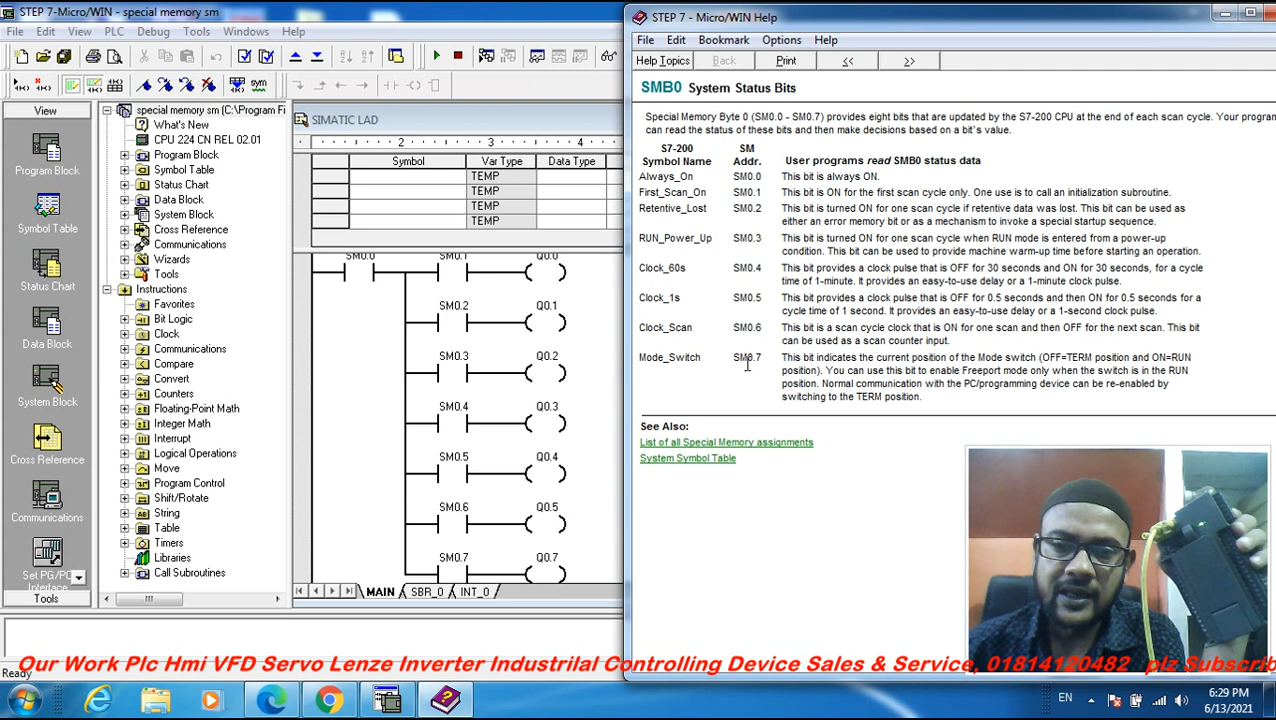 STEP 7-Micro/WIN - special memory sm
File Edit View PLC Debug Tools Windows Help
sym
View
Program Block
Symbol Table
Status Chart
Data Block
System Block
Cross Reference
Communications
Set PG/PC
Interface
Tools
special memory sm (C:\Program Fi
What's New
CPU 224 CN REL 02.01
Program Block
Symbol Table
Status Chart
Data Block
System Block
Cross Reference
Communications
Wizards
Tools
Instructions
Favorites
Bit Logic
Clock
Communications
Compare
Convert
Counters
Floating-Point Math
Integer Math
Interrupt
Logical Operations
Move
Program Control
Shift/Rotate
String
Table
Timers
Libraries
Call Subroutines
SIMATIC LAD
2 3 4
Symbol Var Type Data Type
TEMP
TEMP
TEMP
TEMP
SM0.0 SM0.1 Q0.0
SM0.2 Q0.1
SM0.3 Q0.2
SM0.4 Q0.3
SM0.5 Q0.4
SM0.6 Q0.5
SM0.7 Q0.7
MAIN SBR_0 INT_0
Ready
STEP 7 - Micro/WIN Help
File Edit Bookmark Options Help
Help Topics Back Print << >>
SMB0 System Status Bits
Special Memory Byte 0 (SM0.0 - SM0.7) provides eight bits that are updated by the S7-200 CPU at the end of each scan cycle. Your program
can read the status of these bits and then make decisions based on a bit's value.
S7-200 SM
Symbol Name Addr. User programs read SMB0 status data
Always_On SM0.0 This bit is always ON.
First_Scan_On SM0.1 This bit is ON for the first scan cycle only. One use is to call an initialization subroutine.
Retentive_Lost SM0.2 This bit is turned ON for one scan cycle if retentive data was lost. This bit can be used as
either an error memory bit or as a mechanism to invoke a special startup sequence.
RUN_Power_Up SM0.3 This bit is turned ON for one scan cycle when RUN mode is entered from a power-up
condition. This bit can be used to provide machine warm-up time before starting an operation.
Clock_60s SM0.4 This bit provides a clock pulse that is OFF for 30 seconds and ON for 30 seconds, for a cycle
time of 1-minute. It provides an easy-to-use delay or a 1-minute clock pulse.
Clock_1s SM0.5 This bit provides a clock pulse that is OFF for 0.5 seconds and then ON for 0.5 seconds for a
cycle time of 1 second. It provides an easy-to-use delay or a 1-second clock pulse.
Clock_Scan SM0.6 This bit is a scan cycle clock that is ON for one scan and then OFF for the next scan. This bit
can be used as a scan counter input.
Mode_Switch SM0.7 This bit indicates the current position of the Mode switch (OFF=TERM position and ON=RUN
position). You can use this bit to enable Freeport mode only when the switch is in the RUN
position. Normal communication with the PC/programming device can be re-enabled by
switching to the TERM position.
See Also:
List of all Special Memory assignments
System Symbol Table
Our Work Plc Hmi VFD Servo Lenze Inverter Industrilal Controlling Device Sales & Service, 01814120482 plz Subscrib
EN
6:29 PM
6/13/2021